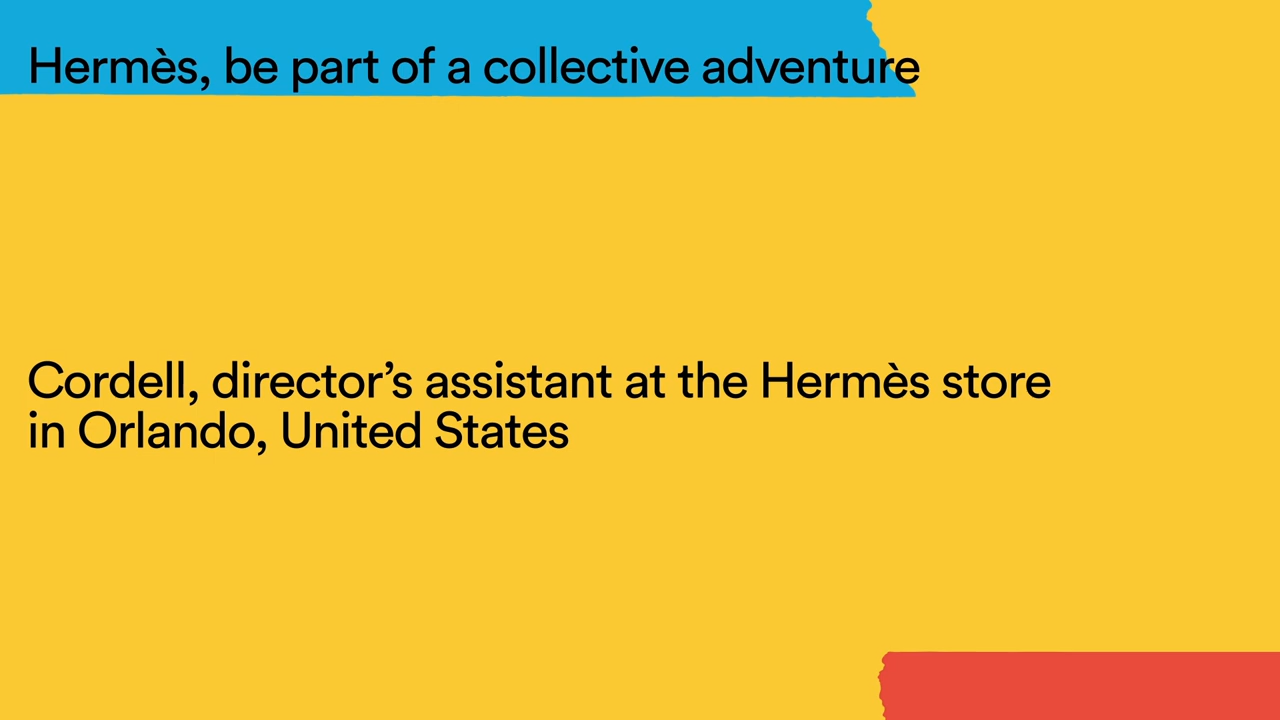 Hermès, be part of a collective adventure
Cordell, director’s assistant at the Hermès store
in Orlando, United States